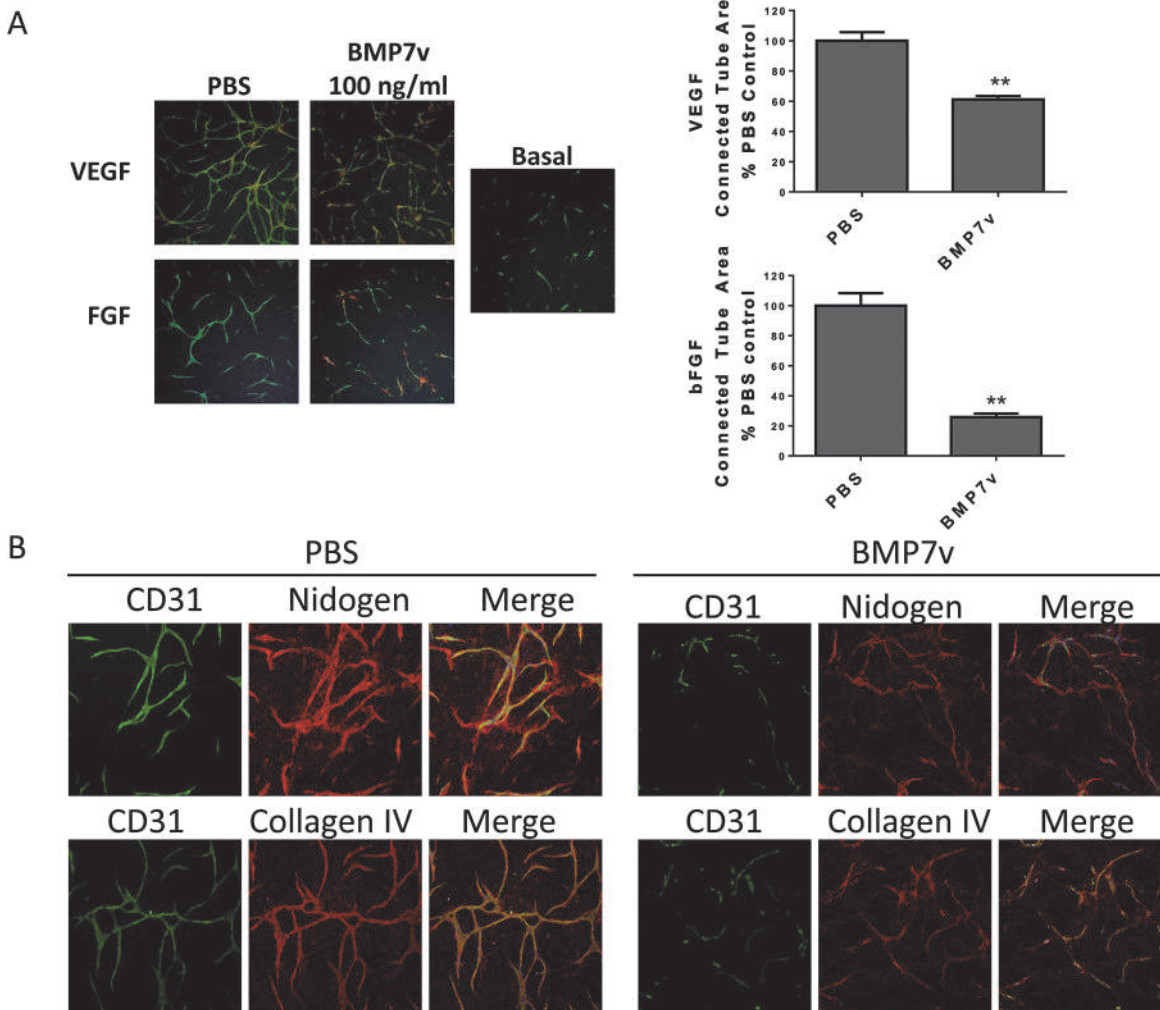 A
PBS
BMP7v
100 ng/ml
VEGF
FGF
Basal
VEGF
Connected Tube Area
% PBS Control
120
100
80
60
40
20
0
**
PBS
BMP7v
bFGF
Connected Tube Area
% PBS control
120
100
80
60
40
20
0
**
PBS
BMP7v
B
PBS
BMP7v
CD31 Nidogen Merge
CD31 Nidogen Merge
CD31 Collagen IV Merge
CD31 Collagen IV Merge